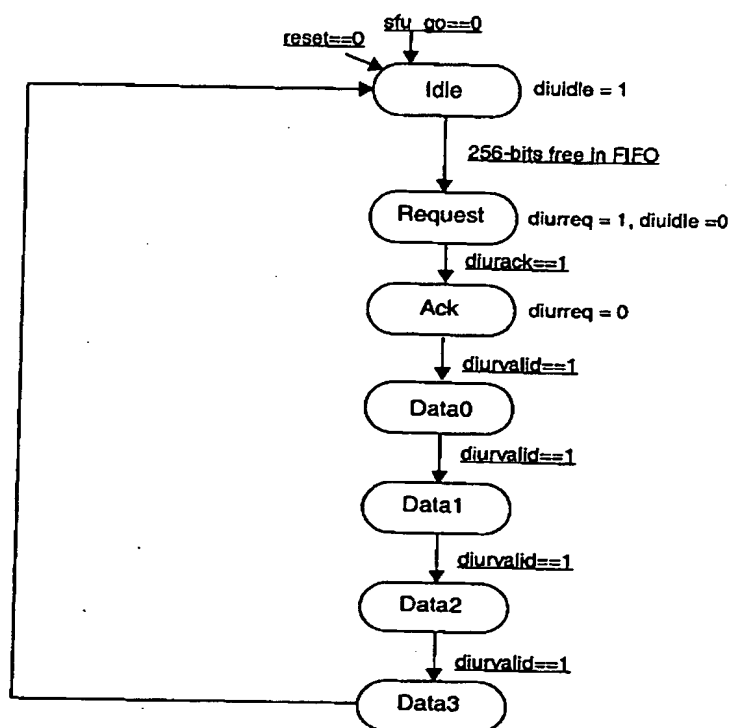 sfu_go==0
reset==0
Idle
diuidle = 1
256-bits free in FIFO
Request
diurreq = 1, diuidle =0
diurack==1
Ack
diurreq = 0
diurvalid==1
Data0
diurvalid==1
Data1
diurvalid==1
Data2
diurvalid==1
Data3